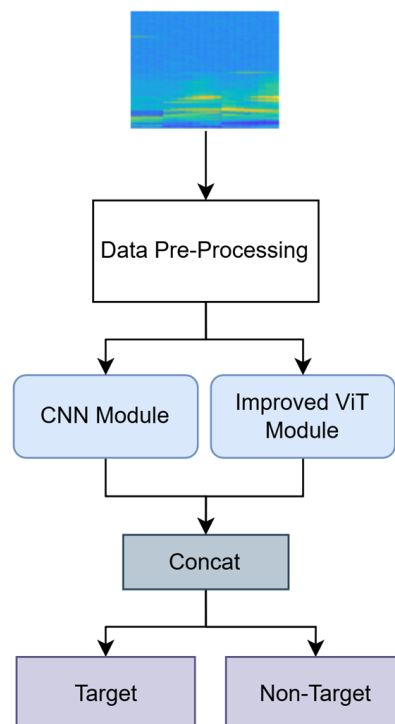 Data Pre-Processing
CNN Module
Improved ViT
Module
Concat
Target
Non-Target